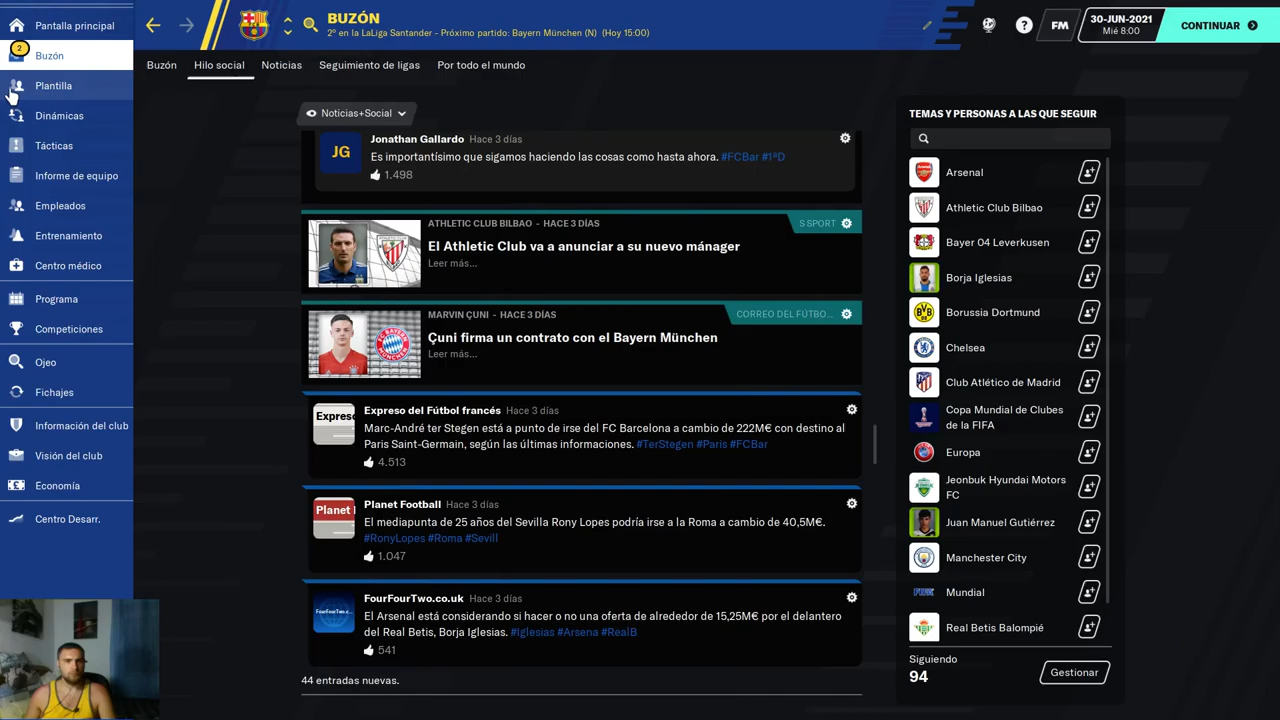 Pantalla principal
2
Buzón
Plantilla
Dinámicas
Tácticas
Informe de equipo
Empleados
Entrenamiento
Centro médico
Programa
Competiciones
Ojeo
Fichajes
Información del club
Visión del club
Economía
Centro Desarr.
BUZÓN
2º en la LaLiga Santander - Próximo partido: Bayern München (N) (Hoy 15:00)
FM
30-JUN-2021
Mié 8:00
CONTINUAR
Buzón
Hilo social
Noticias
Seguimiento de ligas
Por todo el mundo
Noticias+Social
JG
Jonathan Gallardo Hace 3 días
Es importantísimo que sigamos haciendo las cosas como hasta ahora. #FCBar #1ªD
1.498
ATHLETIC CLUB BILBAO - HACE 3 DÍAS
S SPORT
El Athletic Club va a anunciar a su nuevo mánager
Leer más...
MARVIN ÇUNI - HACE 3 DÍAS
CORREO DEL FÚTBO...
Çuni firma un contrato con el Bayern München
Leer más...
Expres
Expreso del Fútbol francés Hace 3 días
Marc-André ter Stegen está a punto de irse del FC Barcelona a cambio de 222M€ con destino al
Paris Saint-Germain, según las últimas informaciones. #TerStegen #Paris #FCBar
4.513
Planet
Planet Football Hace 3 días
El mediapunta de 25 años del Sevilla Rony Lopes podría irse a la Roma a cambio de 40,5M€.
#RonyLopes #Roma #Sevill
1.047
FourFourTwo.c...
FourFourTwo.co.uk Hace 3 días
El Arsenal está considerando si hacer o no una oferta de alrededor de 15,25M€ por el delantero
del Real Betis, Borja Iglesias. #Iglesias #Arsena #RealB
541
44 entradas nuevas.
TEMAS Y PERSONAS A LAS QUE SEGUIR
Arsenal
Athletic Club Bilbao
Bayer 04 Leverkusen
Borja Iglesias
Borussia Dortmund
Chelsea
Club Atlético de Madrid
Copa Mundial de Clubes
de la FIFA
Europa
Jeonbuk Hyundai Motors
FC
Juan Manuel Gutiérrez
Manchester City
Mundial
Real Betis Balompié
Siguiendo
94
Gestionar